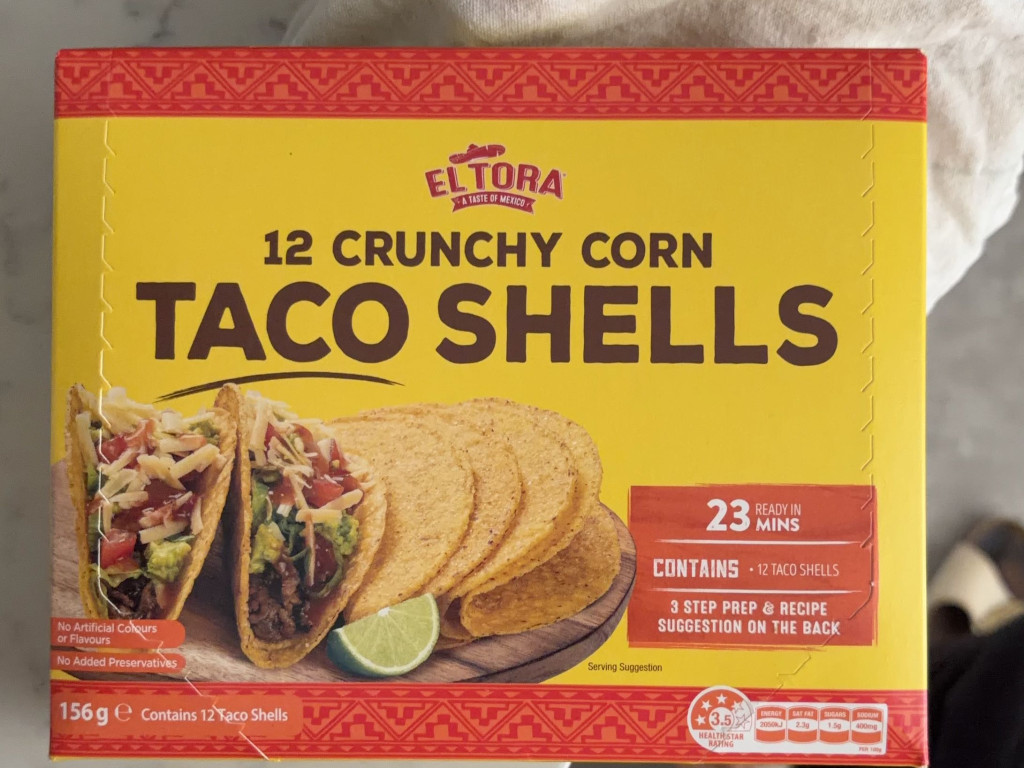 EL TORA
A TASTE OF MEXICO
12 CRUNCHY CORN
TACO SHELLS
23 READY IN MINS
CONTAINS • 12 TACO SHELLS
3 STEP PREP & RECIPE
SUGGESTION ON THE BACK
No Artificial Colours
or Flavours
No Added Preservatives
Serving Suggestion
156g e Contains 12 Taco Shells
3.5
HEALTH STAR
RATING
ENERGY SAT FAT SUGARS SODIUM
2.3g 1.5g 400mg
PER 100g